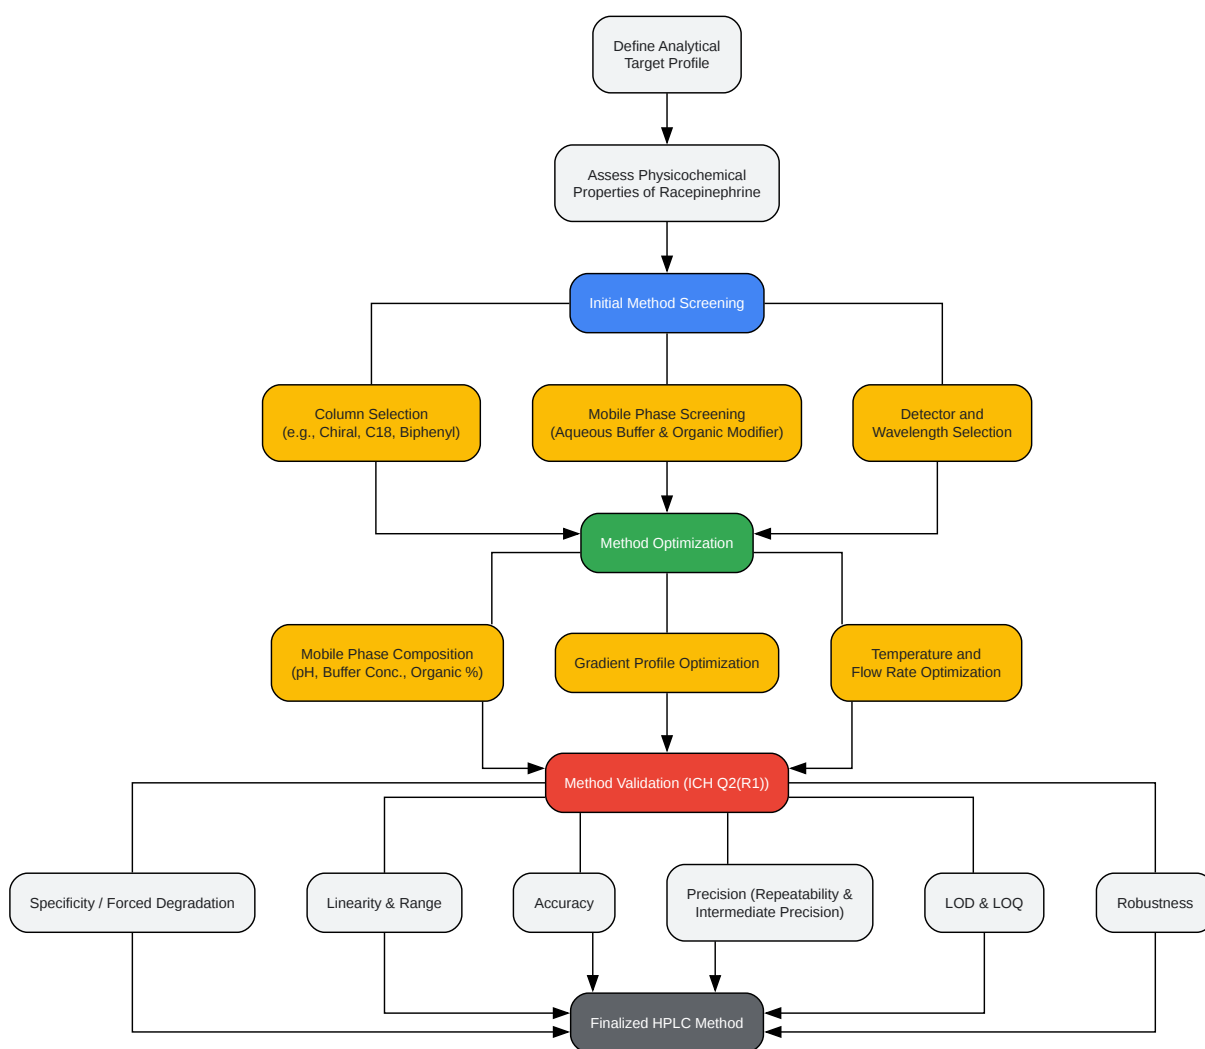 Define Analytical
Target Profile
Assess Physicochemical
Properties of Racepinephrine
Initial Method Screening
Column Selection
(e.g., Chiral, C18, Biphenyl)
Mobile Phase Screening
(Aqueous Buffer & Organic Modifier)
Detector and
Wavelength Selection
Method Optimization
Mobile Phase Composition
(pH, Buffer Conc., Organic %)
Gradient Profile Optimization
Temperature and
Flow Rate Optimization
Method Validation (ICH Q2(R1))
Specificity / Forced Degradation
Linearity & Range
Accuracy
Precision (Repeatability &
Intermediate Precision)
LOD & LOQ
Robustness
Finalized HPLC Method